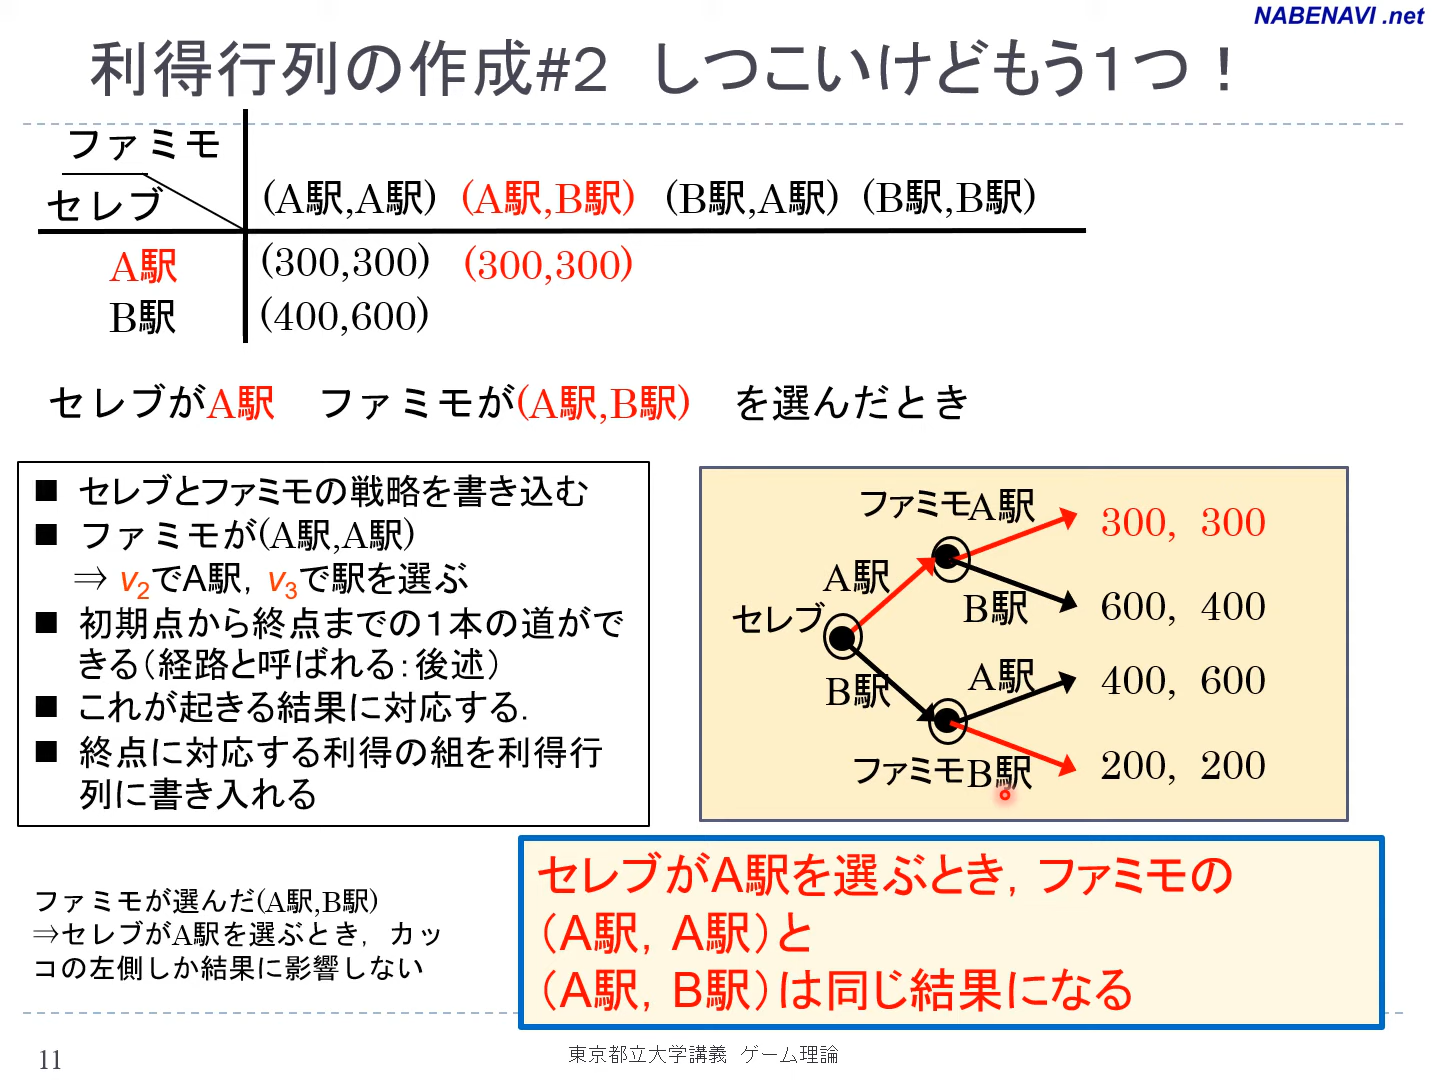 NABENAVI .net
利得行列の作成#2　しつこいけどもう１つ！
ファミモ
セレブ
(A駅,A駅) (A駅,B駅) (B駅,A駅) (B駅,B駅)
A駅 (300,300) (300,300)
B駅 (400,600)
セレブがA駅　ファミモが(A駅,B駅)　を選んだとき
■ セレブとファミモの戦略を書き込む
■ ファミモが(A駅,A駅)
⇒ v2でA駅, v3で駅を選ぶ
■ 初期点から終点までの１本の道がで
きる（経路と呼ばれる：後述）
■ これが起きる結果に対応する.
■ 終点に対応する利得の組を利得行
列に書き入れる
ファミモA駅
300, 300
A駅
B駅
600, 400
セレブ
A駅
400, 600
B駅
ファミモB駅
200, 200
ファミモが選んだ(A駅,B駅)
⇒セレブがA駅を選ぶとき, カッ
コの左側しか結果に影響しない
セレブがA駅を選ぶとき, ファミモの
（A駅, A駅）と
（A駅, B駅）は同じ結果になる
11
東京都立大学講義　ゲーム理論